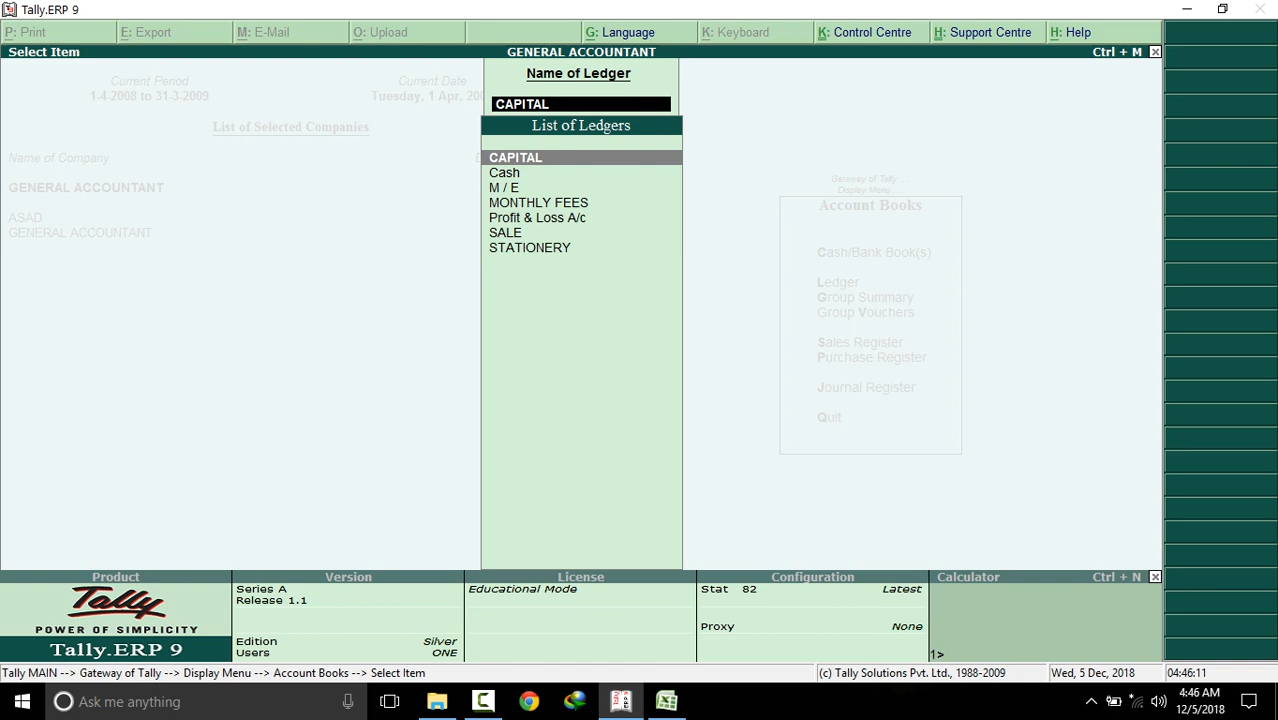 Tally.ERP 9
P: Print
E: Export
M: E-Mail
O: Upload
G: Language
K: Keyboard
K: Control Centre
H: Support Centre
H: Help
Select Item
GENERAL ACCOUNTANT
Ctrl + M
Current Period
1-4-2008 to 31-3-2009
Current Date
Tuesday, 1 Apr, 200
List of Selected Companies
Name of Company
GENERAL ACCOUNTANT
ASAD
GENERAL ACCOUNTANT
Name of Ledger
CAPITAL
List of Ledgers
CAPITAL
Cash
M / E
MONTHLY FEES
Profit & Loss A/c
SALE
STATIONERY
Gateway of Tally ...
Display Menu ...
Account Books
Cash/Bank Book(s)
Ledger
Group Summary
Group Vouchers
Sales Register
Purchase Register
Journal Register
Quit
Product
Tally
POWER OF SIMPLICITY
Tally.ERP 9
Version
Series A
Release 1.1
Edition Silver
Users ONE
License
Educational Mode
Configuration
Stat 82 Latest
Proxy None
Calculator Ctrl + N
1>
Tally MAIN --> Gateway of Tally --> Display Menu --> Account Books --> Select Item
(c) Tally Solutions Pvt. Ltd., 1988-2009
Wed, 5 Dec, 2018
04:46:11
Ask me anything
4:46 AM
12/5/2018